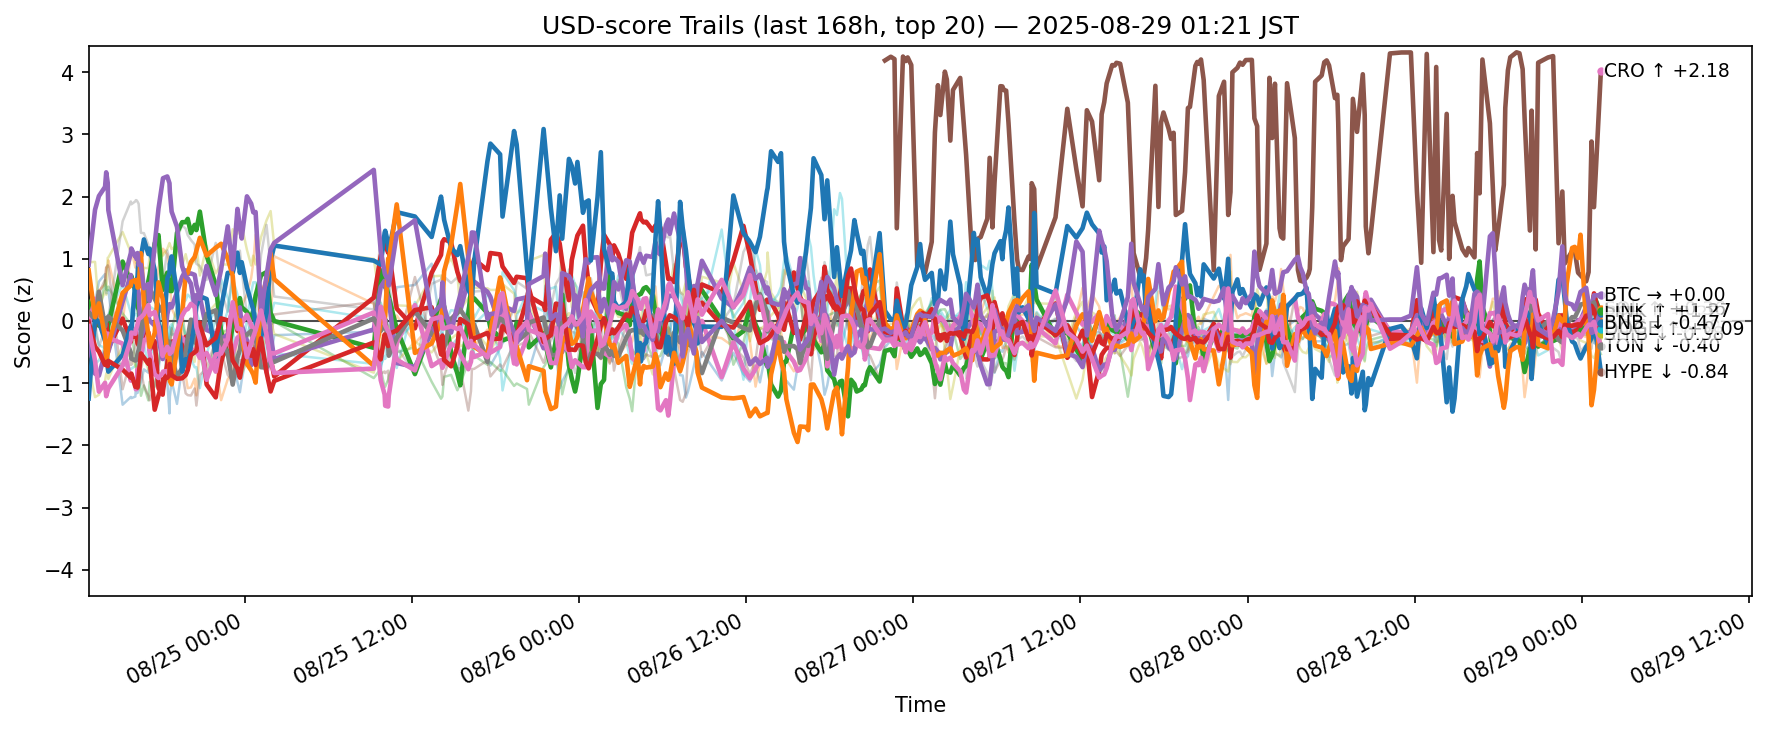 USD-score Trails (last 168h, top 20) — 2025-08-29 01:21 JST
Score (z)
4
3
2
1
0
−1
−2
−3
−4
CRO ↑ +2.18
BTC → +0.00
BNB ↓ -0.47
TON ↓ -0.40
HYPE ↓ -0.84
08/25 00:00
08/25 12:00
08/26 00:00
08/26 12:00
08/27 00:00
08/27 12:00
08/28 00:00
08/28 12:00
08/29 00:00
08/29 12:00
Time